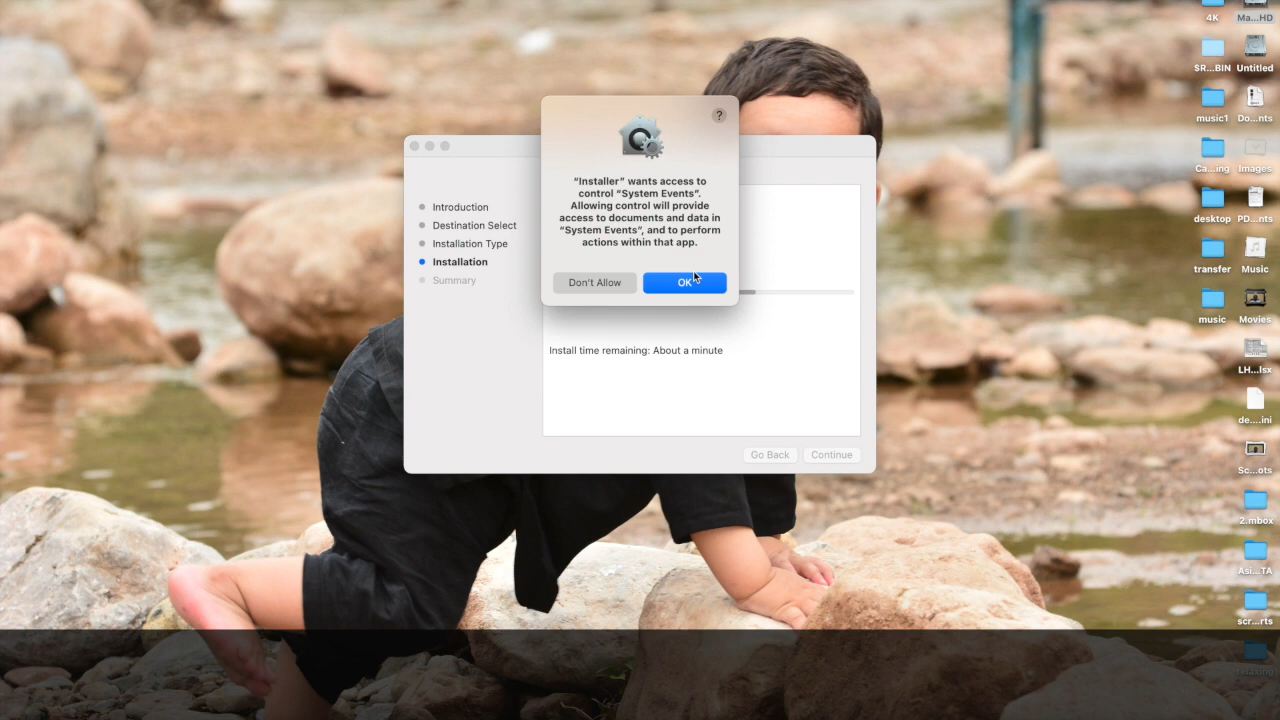 ?
“Installer” wants access to
control “System Events”.
Allowing control will provide
access to documents and data in
“System Events”, and to perform
actions within that app.
Don't Allow
OK
Introduction
Destination Select
Installation Type
Installation
Summary
Install time remaining: About a minute
Go Back
Continue
4K
Ma...HD
SR...BIN
Untitled
music1
Do...nts
Ca...ing
Images
desktop
PD...nts
transfer
Music
music
Movies
LH...lsx
de....ini
Sc...ots
2.mbox
Asi...TA
scr...rts